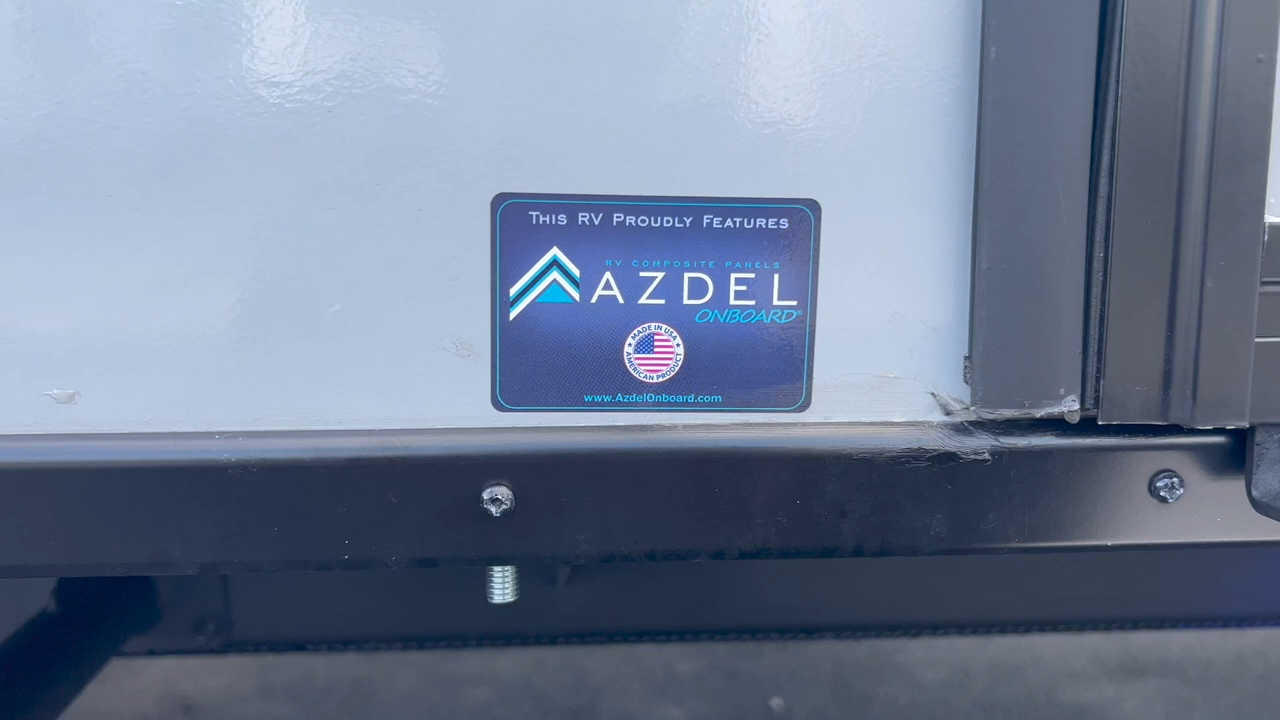 This RV Proudly Features
RV COMPOSITE PANELS
AZDEL
ONBOARD®
MADE IN USA
AMERICAN PRODUCT
www.AzdelOnboard.com